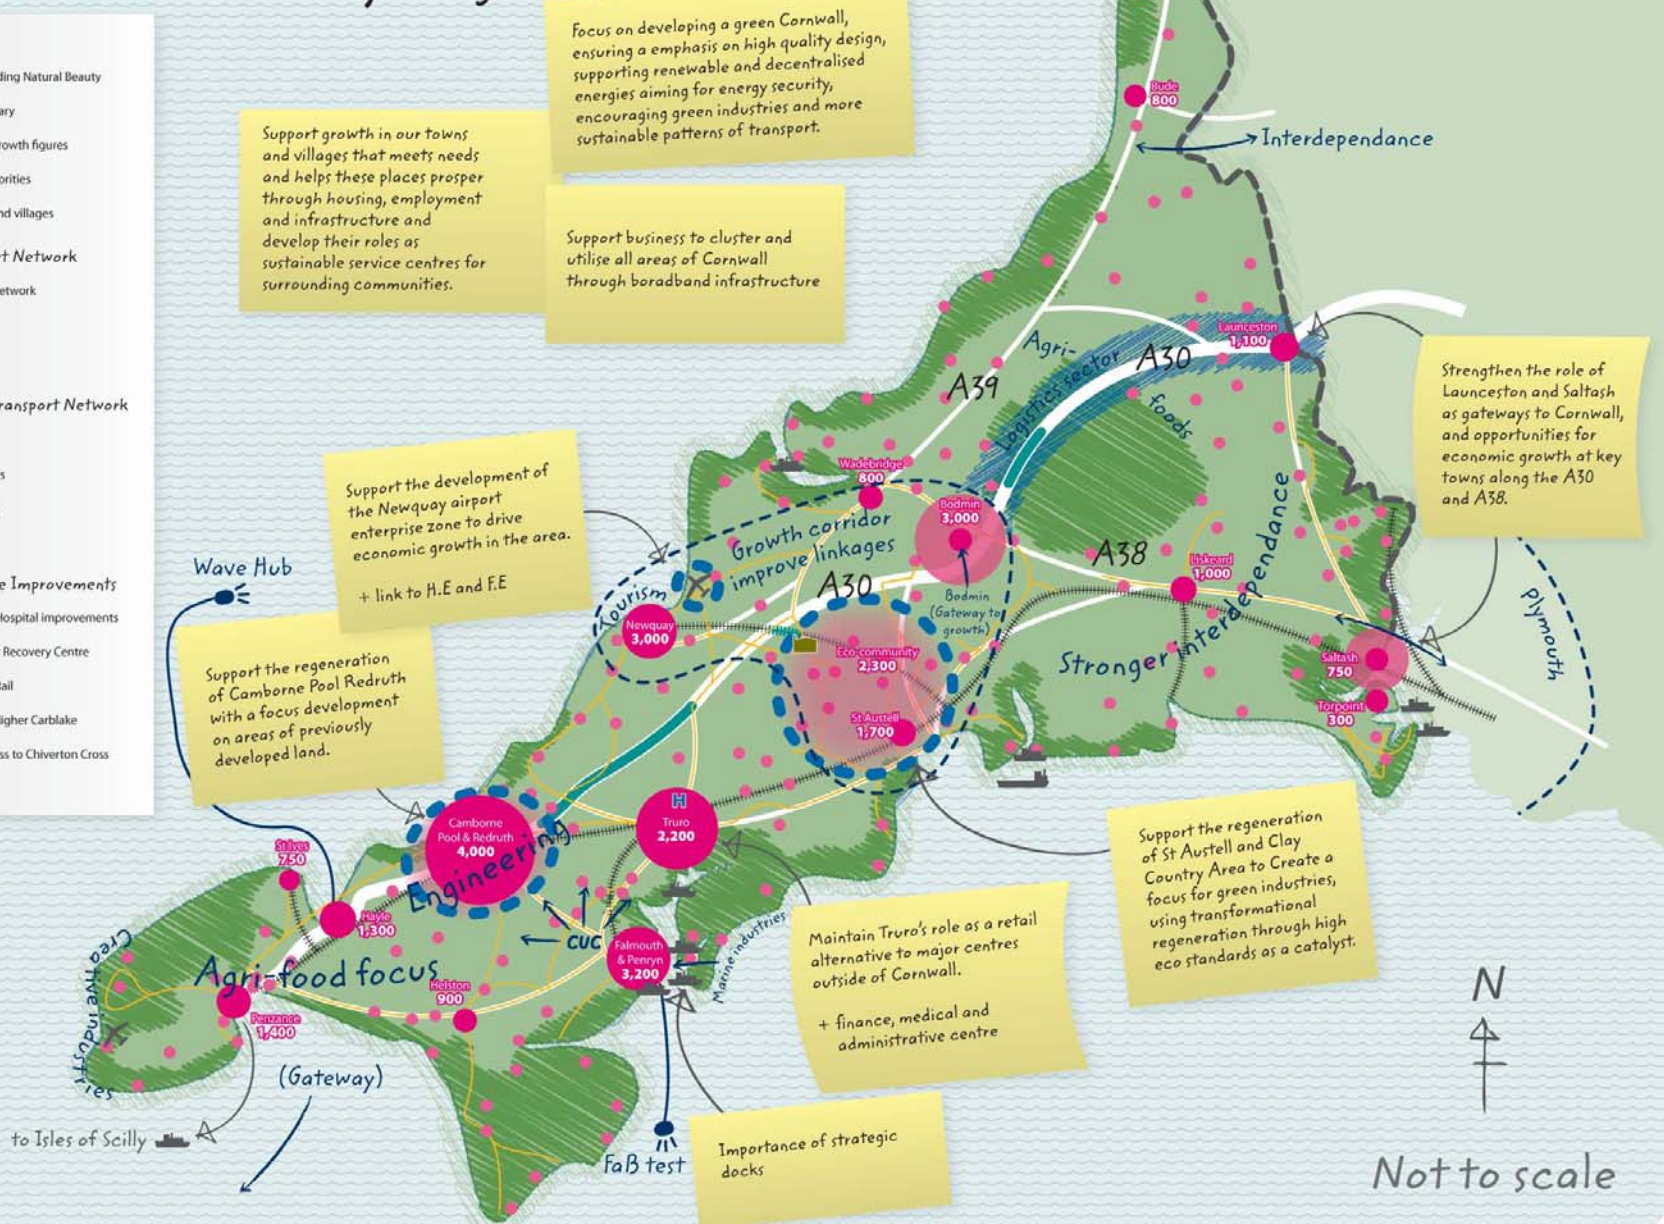 ding Natural Beauty
ary
rowth figures
orities
nd villages
rt Network
etwork
ransport Network
s
e Improvements
Hospital improvements
Recovery Centre
ail
igher Carblake
ss to Chiverton Cross
Focus on developing a green Cornwall,
ensuring a emphasis on high quality design,
supporting renewable and decentralised
energies aiming for energy security,
encouraging green industries and more
sustainable patterns of transport.
Support growth in our towns
and villages that meets needs
and helps these places prosper
through housing, employment
and infrastructure and
develop their roles as
sustainable service centres for
surrounding communities.
Support business to cluster and
utilise all areas of Cornwall
through boradband infrastructure
Bude
800
Interdependance
Launceston
1,100
Agri-
foods
Logistics sector
A30
A39
Strengthen the role of
Launceston and Saltash
as gateways to Cornwall,
and opportunities for
economic growth at key
towns along the A30
and A38.
Support the development of
the Newquay airport
enterprise zone to drive
economic growth in the area.
+ link to H.E and F.E
Wadebridge
800
Bodmin
3,000
Growth corridor
improve linkages
A30
A38
Liskeard
1,000
Stronger interdependance
Plymouth
Wave Hub
Tourism
Newquay
3,000
Bodmin
(Gateway to
growth)
Eco-community
2,300
St Austell
1,700
Saltash
750
Torpoint
300
Support the regeneration
of Camborne Pool Redruth
with a focus development
on areas of previously
developed land.
Camborne
Pool & Redruth
4,000
Engineering
H
Truro
2,200
Support the regeneration
of St Austell and Clay
Country Area to Create a
focus for green industries,
using transformational
regeneration through high
eco standards as a catalyst.
St Ives
750
Hayle
1,300
CUC
Falmouth
& Penryn
3,200
Marine industries
Maintain Truro's role as a retail
alternative to major centres
outside of Cornwall.
+ finance, medical and
administrative centre
Creative industries
Agri-food focus
Helston
900
Penzance
1,400
(Gateway)
to Isles of Scilly
FaB test
Importance of strategic
docks
N
Not to scale